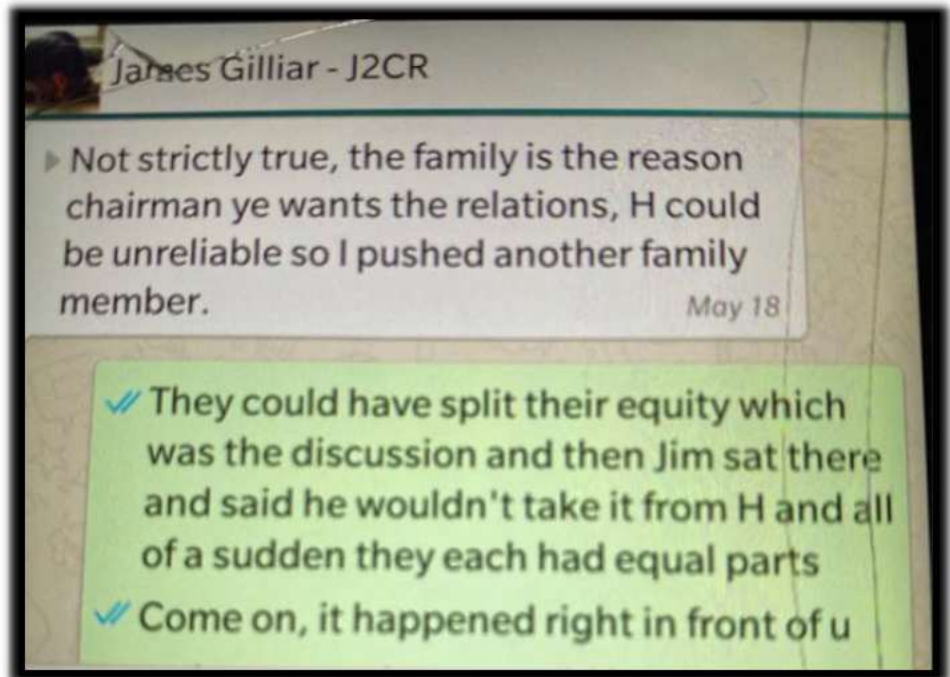 James Gilliar - J2CR
Not strictly true, the family is the reason
chairman ye wants the relations, H could
be unreliable so I pushed another family
member.
May 18
They could have split their equity which
was the discussion and then Jim sat there
and said he wouldn't take it from H and all
of a sudden they each had equal parts
Come on, it happened right in front of u